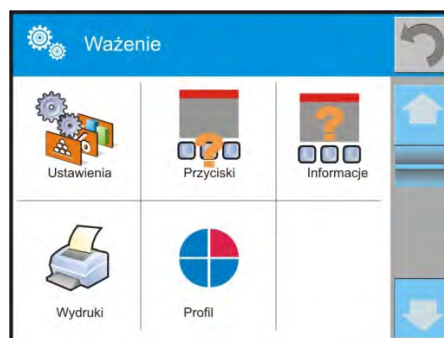 Ważenie
Ustawienia
Przyciski
Informacje
Wydruki
Profil